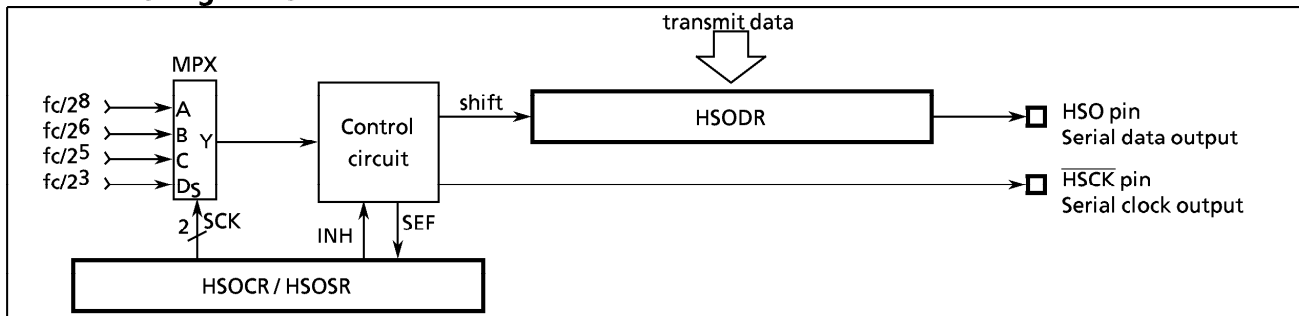 transmit data
MPX
fc/2⁸
A
fc/2⁶
B
Y
fc/2⁵
C
fc/2³
D
S
2
SCK
Control
circuit
shift
HSODR
HSO pin
Serial data output
HSCK pin
Serial clock output
INH
SEF
HSOCR / HSOSR